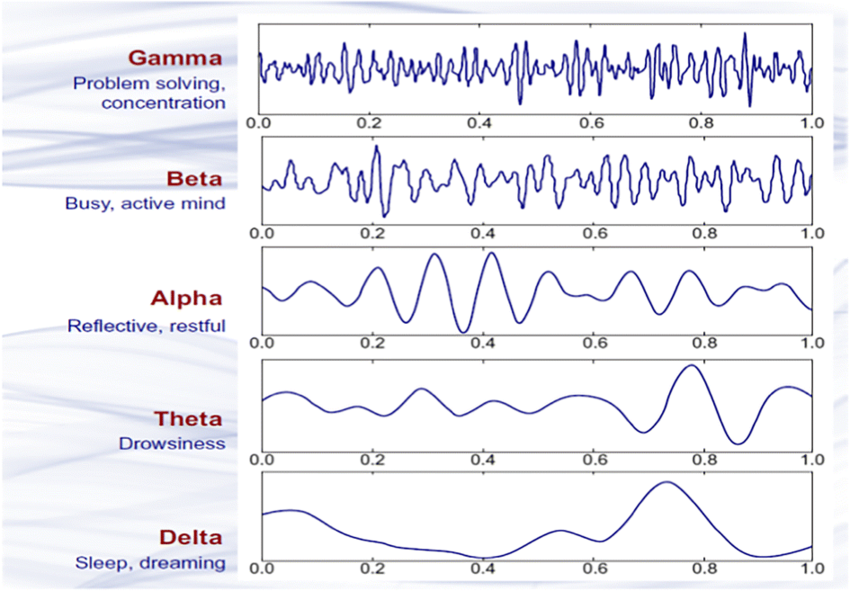 Gamma
Problem solving,
concentration
0.0 0.2 0.4 0.6 0.8 1.0
Beta
Busy, active mind
0.0 0.2 0.4 0.6 0.8 1.0
Alpha
Reflective, restful
0.0 0.2 0.4 0.6 0.8 1.0
Theta
Drowsiness
0.0 0.2 0.4 0.6 0.8 1.0
Delta
Sleep, dreaming
0.0 0.2 0.4 0.6 0.8 1.0